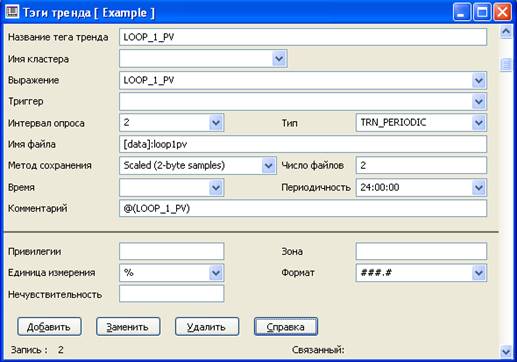 Тэги тренда [ Example ]
Название тега тренда LOOP_1_PV
Имя кластера
Выражение LOOP_1_PV
Триггер
Интервал опроса 2 Тип TRN_PERIODIC
Имя файла [data]:loop1pv
Метод сохранения Scaled (2-byte samples) Число файлов 2
Время Периодичность 24:00:00
Комментарий @(LOOP_1_PV)
Привилегии Зона
Единица измерения % Формат ###.#
Нечувствительность
Добавить Заменить Удалить Справка
Запись : 2 Связанный: